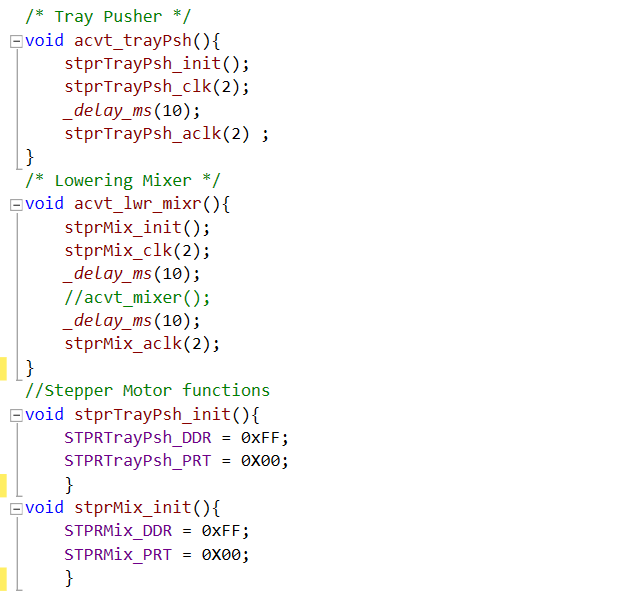 /* Tray Pusher */
void acvt_trayPsh(){
stprTrayPsh_init();
stprTrayPsh_clk(2);
_delay_ms(10);
stprTrayPsh_aclk(2) ;
}
/* Lowering Mixer */
void acvt_lwr_mixr(){
stprMix_init();
stprMix_clk(2);
_delay_ms(10);
//acvt_mixer();
_delay_ms(10);
stprMix_aclk(2);
}
//Stepper Motor functions
void stprTrayPsh_init(){
STPRTrayPsh_DDR = 0xFF;
STPRTrayPsh_PRT = 0X00;
}
void stprMix_init(){
STPRMix_DDR = 0xFF;
STPRMix_PRT = 0X00;
}